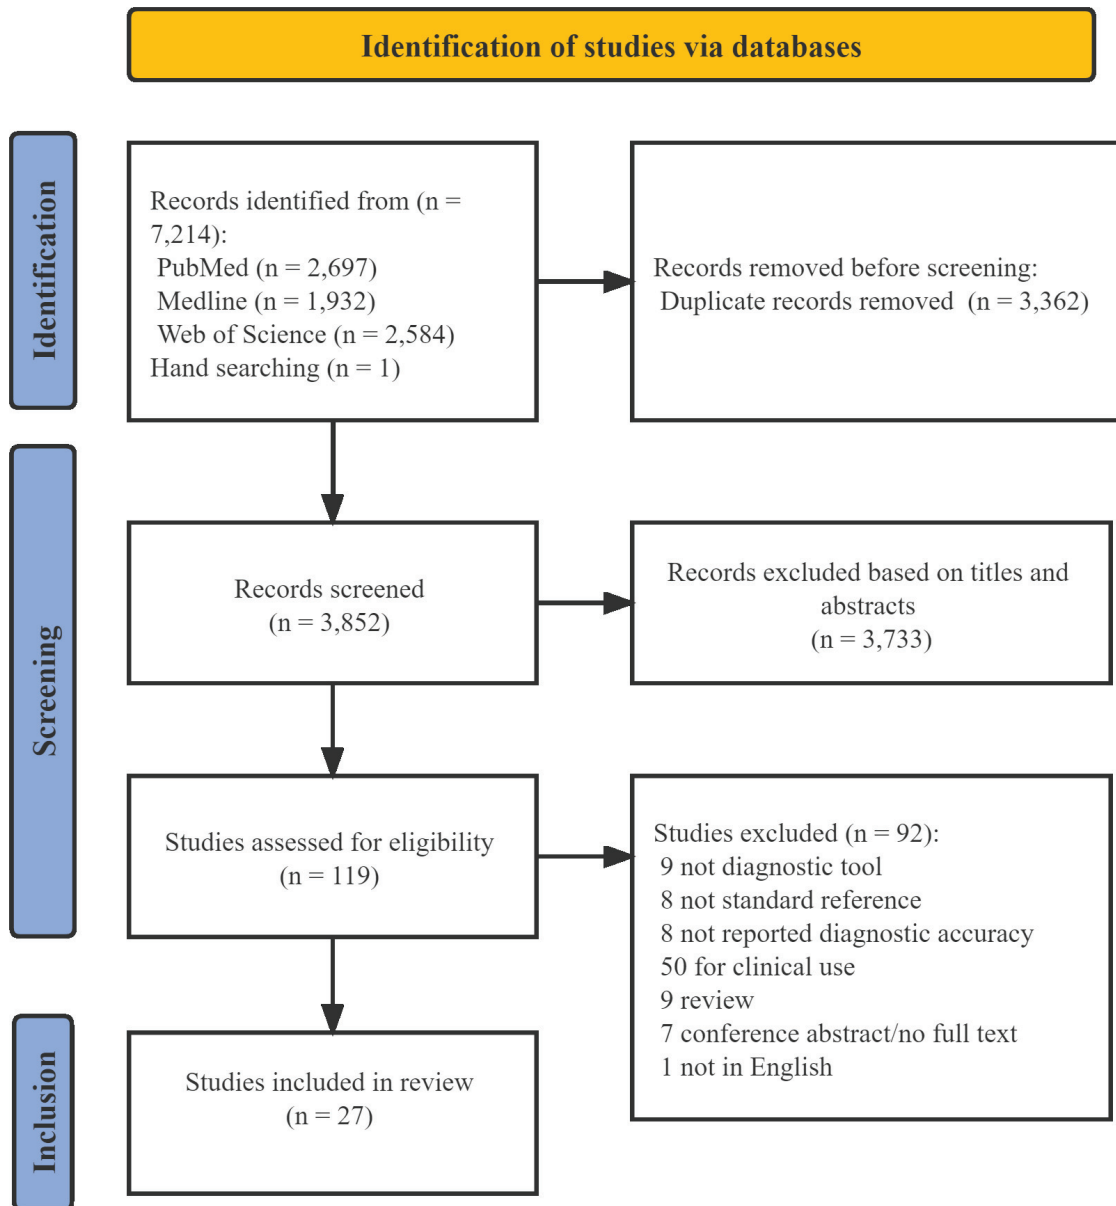 Identification of studies via databases
Identification
Records identified from (n =
7,214):
PubMed (n = 2,697)
Medline (n = 1,932)
Web of Science (n = 2,584)
Hand searching (n = 1)
Records removed before screening:
Duplicate records removed (n = 3,362)
Screening
Records screened
(n = 3,852)
Records excluded based on titles and
abstracts
(n = 3,733)
Studies assessed for eligibility
(n = 119)
Studies excluded (n = 92):
9 not diagnostic tool
8 not standard reference
8 not reported diagnostic accuracy
50 for clinical use
9 review
7 conference abstract/no full text
1 not in English
Inclusion
Studies included in review
(n = 27)